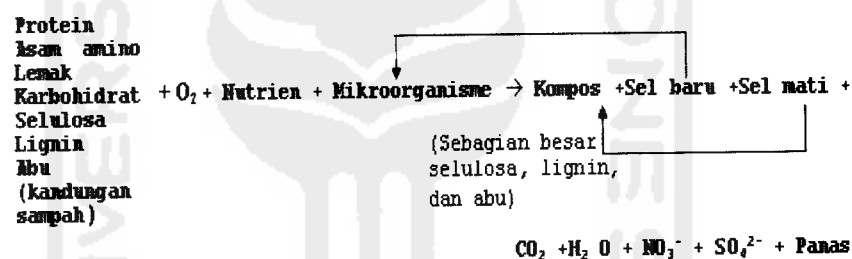 Protein
Asam amino
Lemak
Karbohidrat + O₂ + Nutrien + Mikroorganisme → Kompos +Sel baru +Sel mati +
Selulosa
Lignin (Sebagian besar
Abu selulosa, lignin,
(kandungan dan abu)
sampah)
CO₂ +H₂ O + NO₃⁻ + SO₄²⁻ + Panas